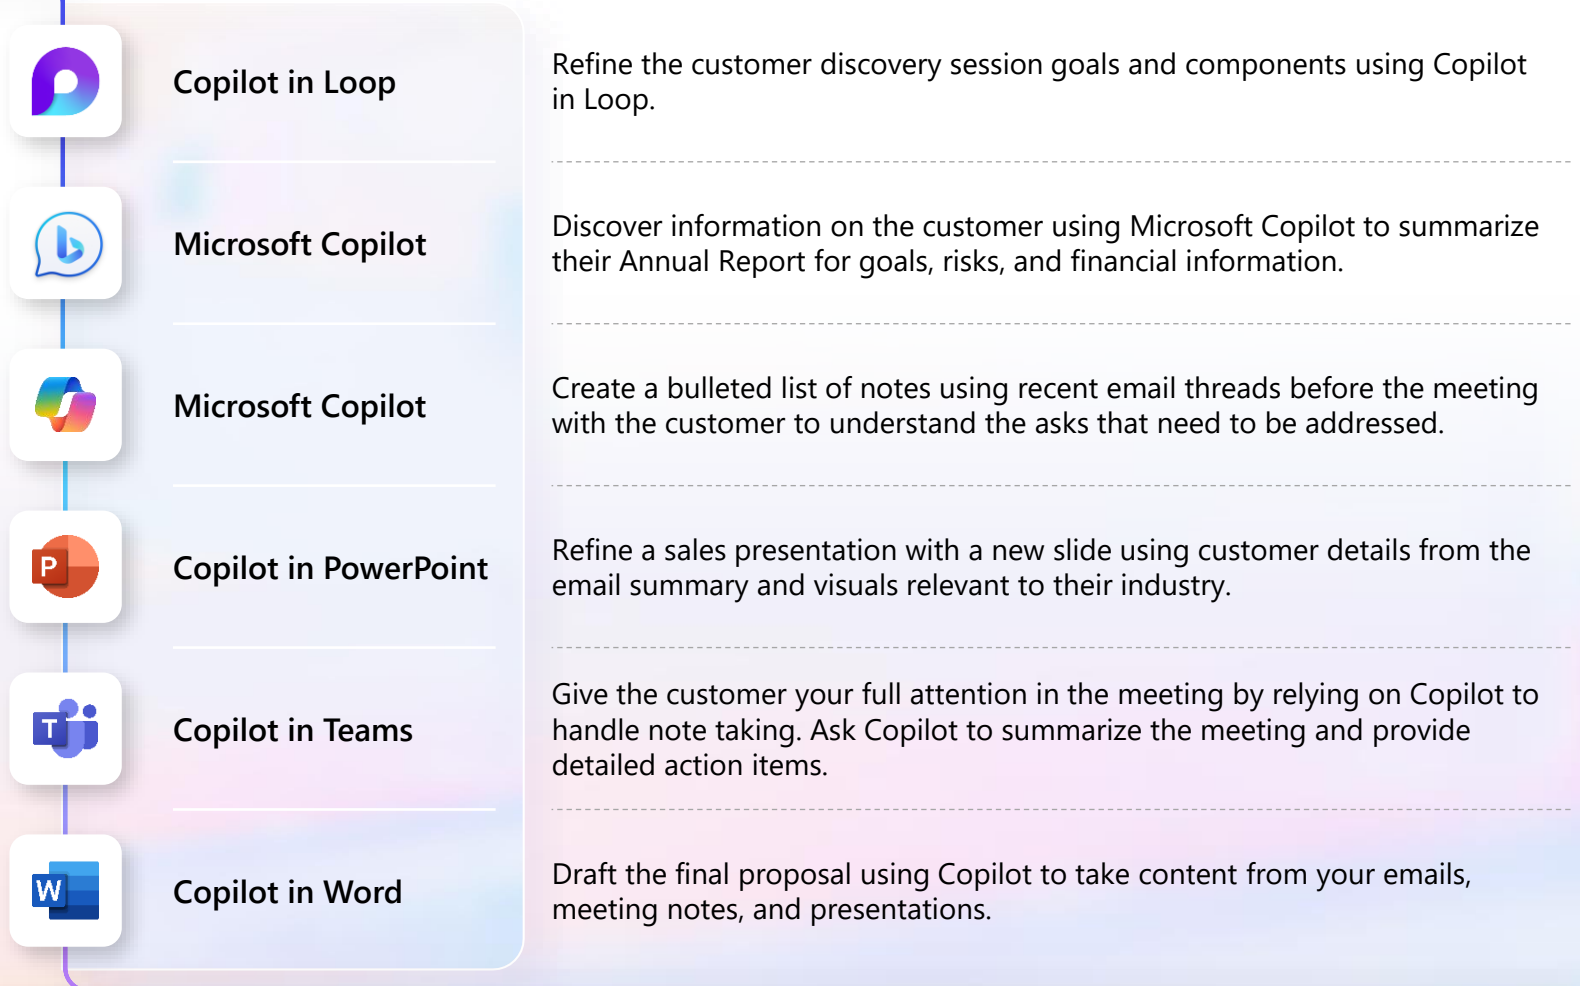 Copilot in Loop
Refine the customer discovery session goals and components using Copilot
in Loop.
Microsoft Copilot
Discover information on the customer using Microsoft Copilot to summarize
their Annual Report for goals, risks, and financial information.
Microsoft Copilot
Create a bulleted list of notes using recent email threads before the meeting
with the customer to understand the asks that need to be addressed.
P
Copilot in PowerPoint
Refine a sales presentation with a new slide using customer details from the
email summary and visuals relevant to their industry.
T
Copilot in Teams
Give the customer your full attention in the meeting by relying on Copilot to
handle note taking. Ask Copilot to summarize the meeting and provide
detailed action items.
W
Copilot in Word
Draft the final proposal using Copilot to take content from your emails,
meeting notes, and presentations.